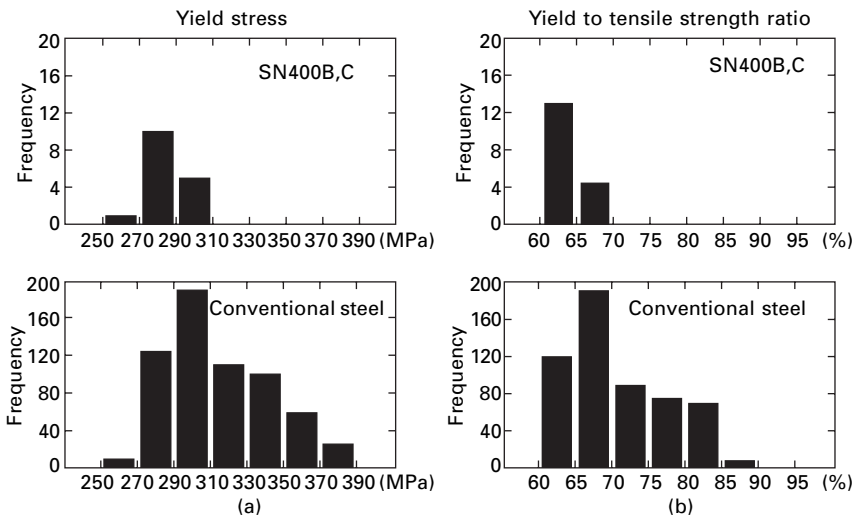 Yield stress
Frequency
20
16
12
8
4
0
SN400B,C
250 270 290 310 330 350 370 390 (MPa)
Yield to tensile strength ratio
Frequency
20
16
12
8
4
0
SN400B,C
60 65 70 75 80 85 90 95 (%)
Frequency
200
160
120
80
40
0
Conventional steel
250 270 290 310 330 350 370 390 (MPa)
(a)
Frequency
200
160
120
80
40
0
Conventional steel
60 65 70 75 80 85 90 95 (%)
(b)